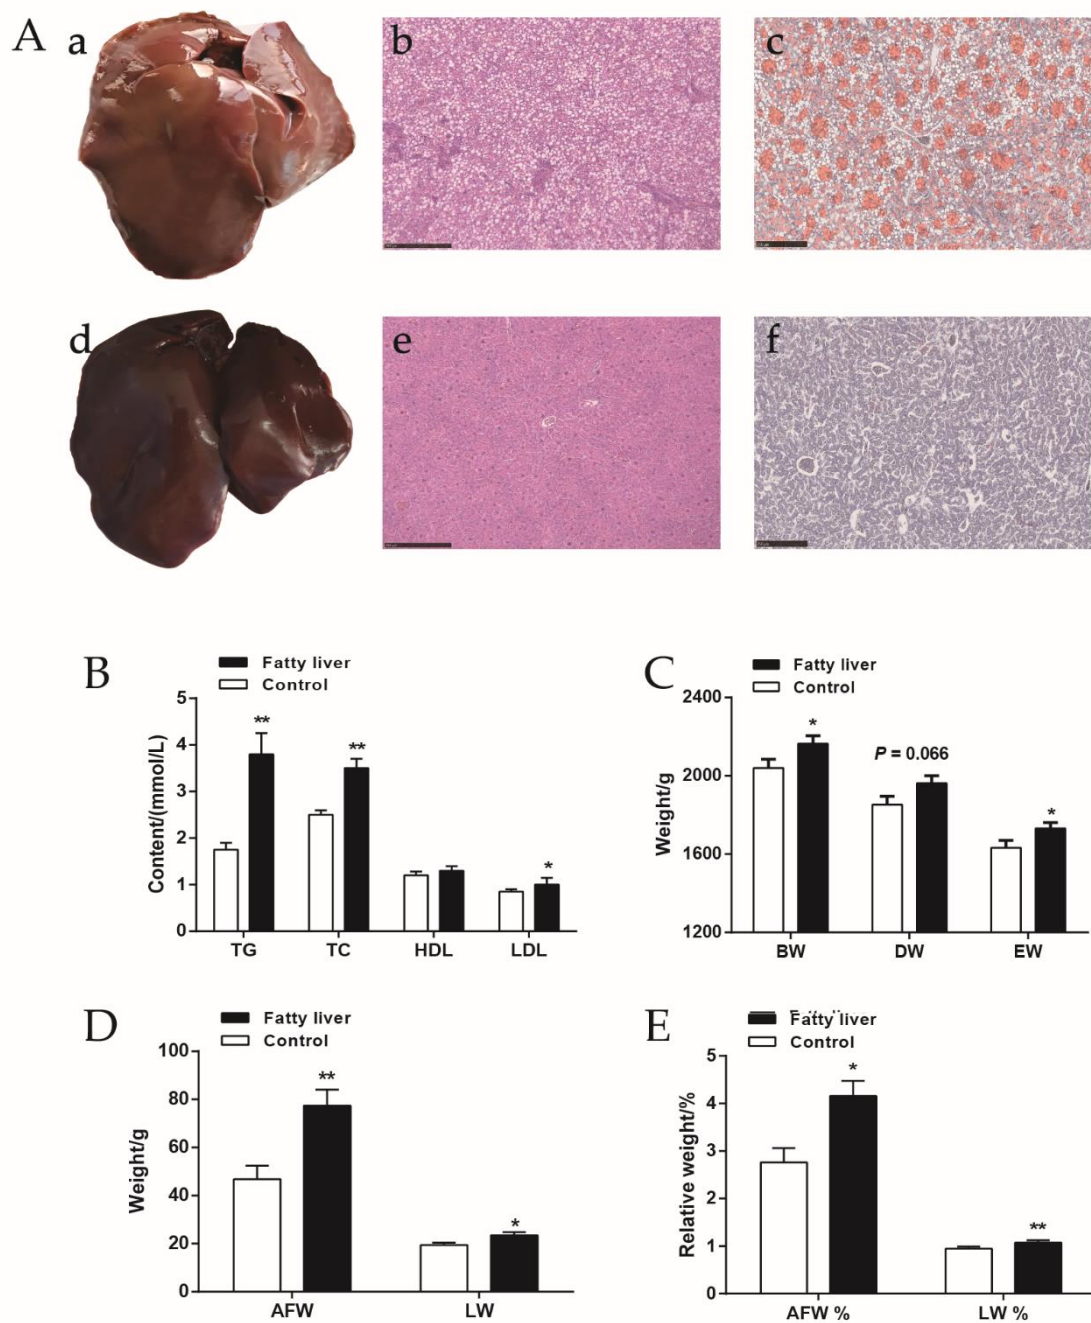 A
a
b
c
d
e
f
B
Fatty liver
Control
Content/(mmol/L)
5
4
3
2
1
0
** ** *
TG TC HDL LDL
C
Fatty liver
Control
Weight/g
2400
2000
1600
1200
*
P = 0.066
*
BW DW EW
D
Fatty liver
Control
Weight/g
100
80
60
40
20
0
**
*
AFW LW
E
Fatty liver
Control
Relative weight/%
5
4
3
2
1
0
*
**
AFW % LW %